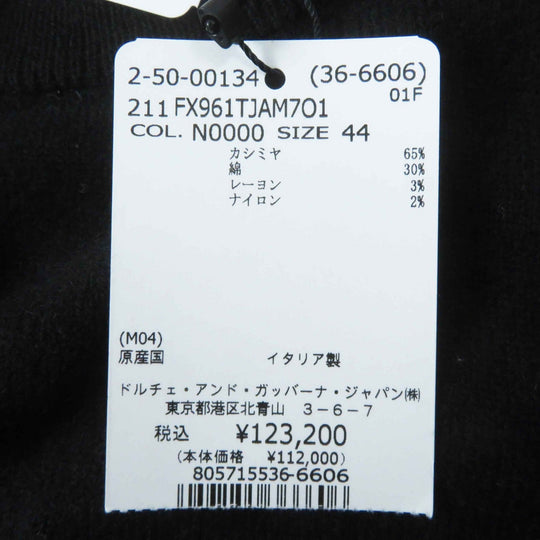 2-50-00134 (36-6606)
01F
211 FX961TJAM7O1
COL. N0000 SIZE 44
カシミヤ 65%
綿 30%
レーヨン 3%
ナイロン 2%
(M04)
原産国 イタリア製
ドルチェ・アンド・ガッバーナ・ジャパン㈱
東京都港区北青山 3-6-7
税込 ¥123,200
(本体価格 ¥112,000)
805715536-6606